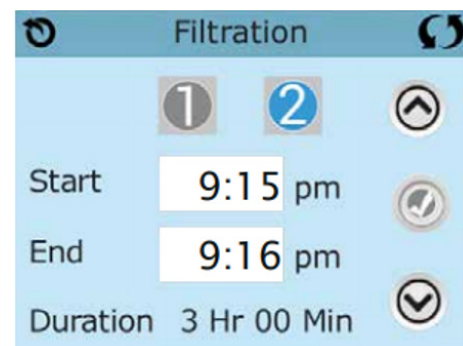 Filtration
1 2
Start 9:15 pm
End 9:16 pm
Duration 3 Hr 00 Min